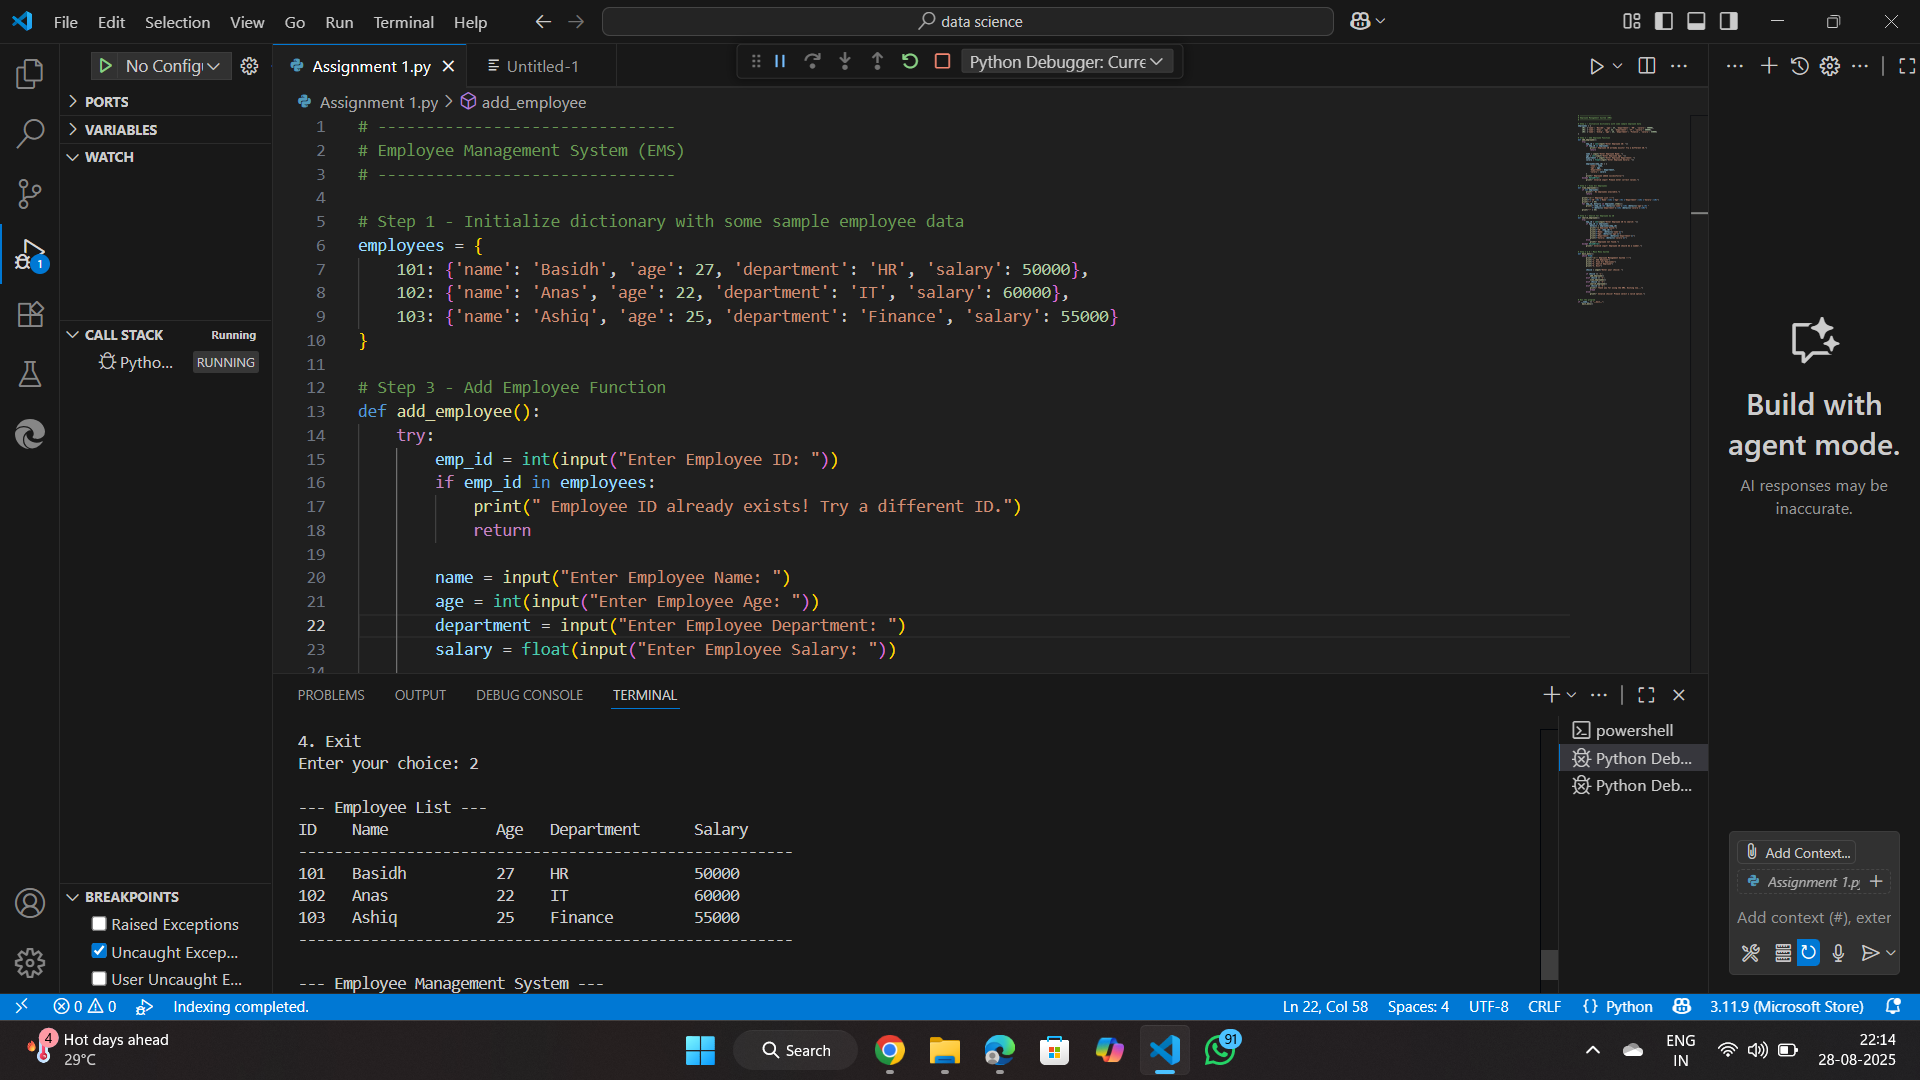 File Edit Selection View Go Run Terminal Help
data science
No Config
Assignment 1.py
Untitled-1
Python Debugger: Curre
PORTS
VARIABLES
WATCH
CALL STACK Running
Pytho... RUNNING
BREAKPOINTS
Raised Exceptions
Uncaught Excep...
User Uncaught E...
Assignment 1.py > add_employee
1 # -------------------------------
2 # Employee Management System (EMS)
3 # -------------------------------
4
5 # Step 1 - Initialize dictionary with some sample employee data
6 employees = {
7 101: {'name': 'Basidh', 'age': 27, 'department': 'HR', 'salary': 50000},
8 102: {'name': 'Anas', 'age': 22, 'department': 'IT', 'salary': 60000},
9 103: {'name': 'Ashiq', 'age': 25, 'department': 'Finance', 'salary': 55000}
10 }
11
12 # Step 3 - Add Employee Function
13 def add_employee():
14 try:
15 emp_id = int(input("Enter Employee ID: "))
16 if emp_id in employees:
17 print(" Employee ID already exists! Try a different ID.")
18 return
19
20 name = input("Enter Employee Name: ")
21 age = int(input("Enter Employee Age: "))
22 department = input("Enter Employee Department: ")
23 salary = float(input("Enter Employee Salary: "))
24
PROBLEMS OUTPUT DEBUG CONSOLE TERMINAL
4. Exit
Enter your choice: 2
--- Employee List ---
ID Name Age Department Salary
-------------------------------------------------------
101 Basidh 27 HR 50000
102 Anas 22 IT 60000
103 Ashiq 25 Finance 55000
-------------------------------------------------------
--- Employee Management System ---
powershell
Python Deb...
Python Deb...
Build with
agent mode.
AI responses may be
inaccurate.
Add Context...
Assignment 1.py
Add context (#), exter
1
0 0
Indexing completed.
Ln 22, Col 58 Spaces: 4 UTF-8 CRLF {} Python 3.11.9 (Microsoft Store)
4
Hot days ahead
29°C
Search
91
ENG
IN
22:14
28-08-2025